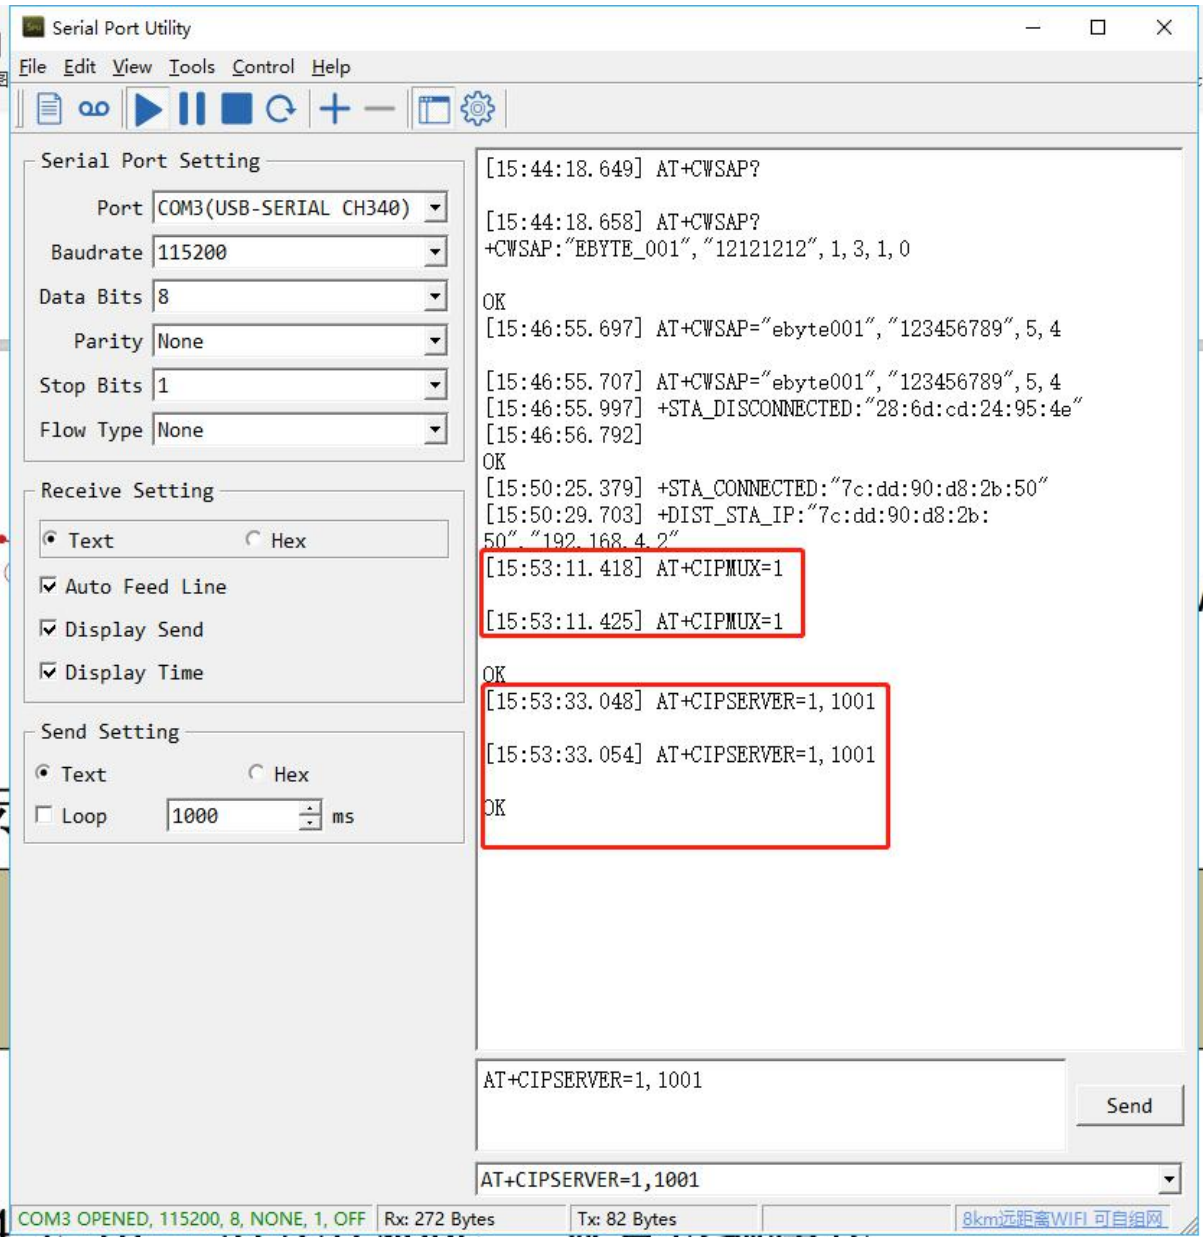 Serial Port Utility
File Edit View Tools Control Help
Serial Port Setting
Port COM3(USB-SERIAL CH340)
Baudrate 115200
Data Bits 8
Parity None
Stop Bits 1
Flow Type None
Receive Setting
Text Hex
Auto Feed Line
Display Send
Display Time
Send Setting
Text Hex
Loop 1000 ms
[15:44:18.649] AT+CWSAP?
[15:44:18.658] AT+CWSAP?
+CWSAP:"EBYTE_001","12121212",1,3,1,0
OK
[15:46:55.697] AT+CWSAP="ebyte001","123456789",5,4
[15:46:55.707] AT+CWSAP="ebyte001","123456789",5,4
[15:46:55.997] +STA_DISCONNECTED:"28:6d:cd:24:95:4e"
[15:46:56.792]
OK
[15:50:25.379] +STA_CONNECTED:"7c:dd:90:d8:2b:50"
[15:50:29.703] +DIST_STA_IP:"7c:dd:90:d8:2b:
50","192.168.4.2"
[15:53:11.418] AT+CIPMUX=1
[15:53:11.425] AT+CIPMUX=1
OK
[15:53:33.048] AT+CIPSERVER=1,1001
[15:53:33.054] AT+CIPSERVER=1,1001
OK
AT+CIPSERVER=1,1001
Send
AT+CIPSERVER=1,1001
COM3 OPENED, 115200, 8, NONE, 1, OFF Rx: 272 Bytes Tx: 82 Bytes 8km远距离WIFI 可自组网